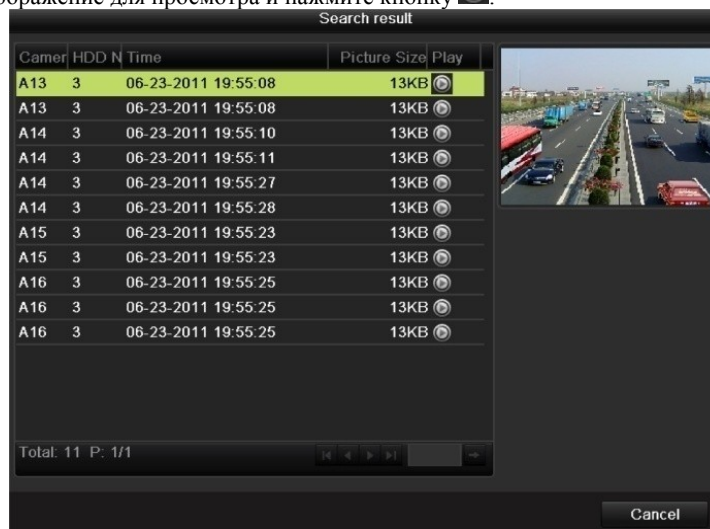 ображение для просмотра и нажмите кнопку .
Search result
Camer HDD N Time Picture Size Play
A13 3 06-23-2011 19:55:08 13KB
A13 3 06-23-2011 19:55:08 13KB
A14 3 06-23-2011 19:55:10 13KB
A14 3 06-23-2011 19:55:11 13KB
A14 3 06-23-2011 19:55:27 13KB
A14 3 06-23-2011 19:55:28 13KB
A15 3 06-23-2011 19:55:23 13KB
A15 3 06-23-2011 19:55:23 13KB
A16 3 06-23-2011 19:55:25 13KB
A16 3 06-23-2011 19:55:25 13KB
A16 3 06-23-2011 19:55:25 13KB
Total: 11 P: 1/1
Cancel